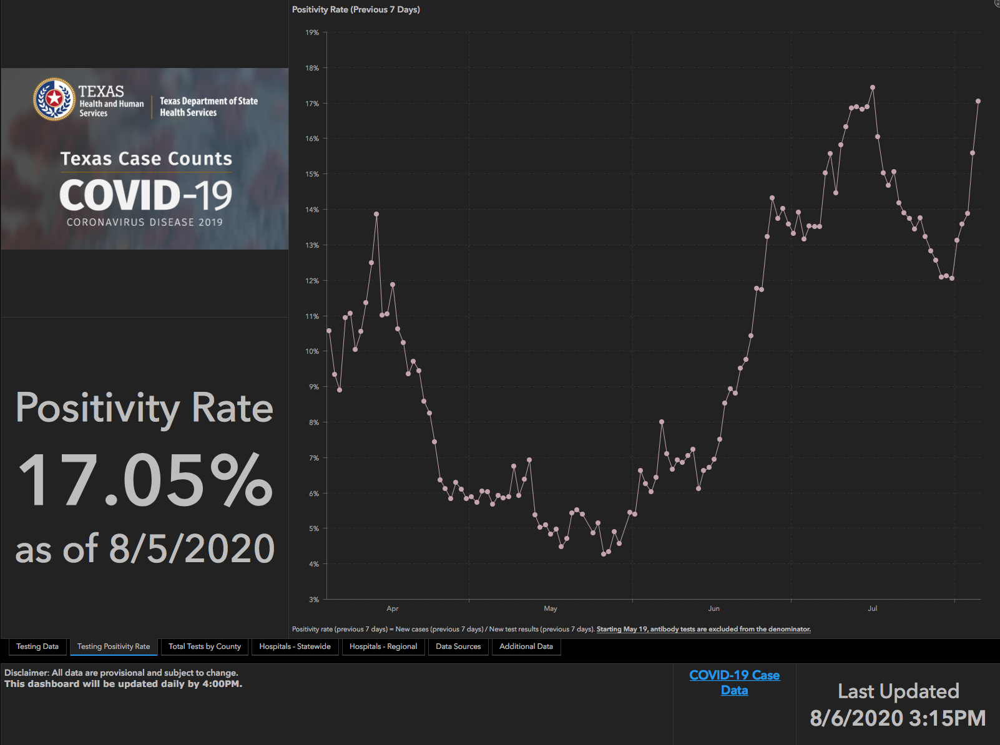 Positivity Rate (Previous 7 Days)
TEXAS
Health and Human
Services
Texas Department of State
Health Services
Texas Case Counts
COVID-19
CORONAVIRUS DISEASE 2019
Positivity Rate
17.05%
as of 8/5/2020
19%
18%
17%
16%
15%
14%
13%
12%
11%
10%
9%
8%
7%
6%
5%
4%
3%
Apr May Jun Jul
Positivity rate (previous 7 days) = New cases (previous 7 days) / New test results (previous 7 days). Starting May 19, antibody tests are excluded from the denominator.
Testing Data Testing Positivity Rate Total Tests by County Hospitals - Statewide Hospitals - Regional Data Sources Additional Data
Disclaimer: All data are provisional and subject to change.
This dashboard will be updated daily by 4:00PM.
COVID-19 Case
Data
Last Updated
8/6/2020 3:15PM